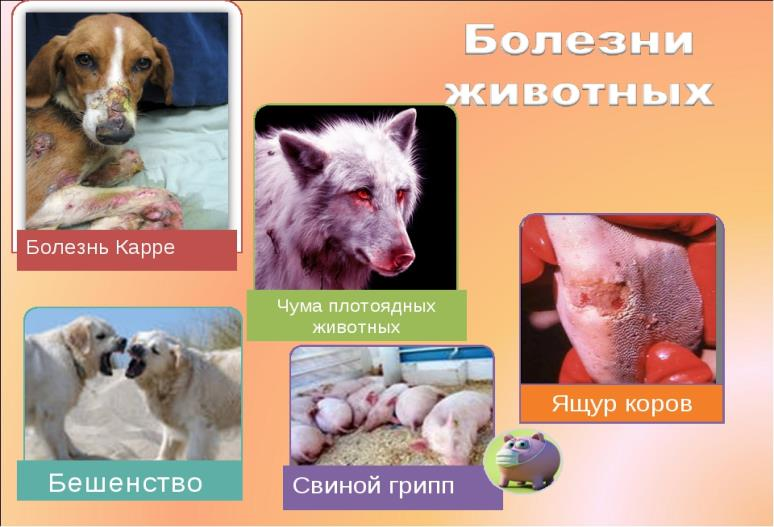 Болезни
животных
Болезнь Карре
Чума плотоядных
животных
Ящур коров
Бешенство
Свиной грипп